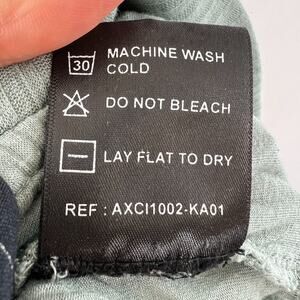 30 MACHINE WASH
COLD
DO NOT BLEACH
LAY FLAT TO DRY
REF : AXCI1002-KA01